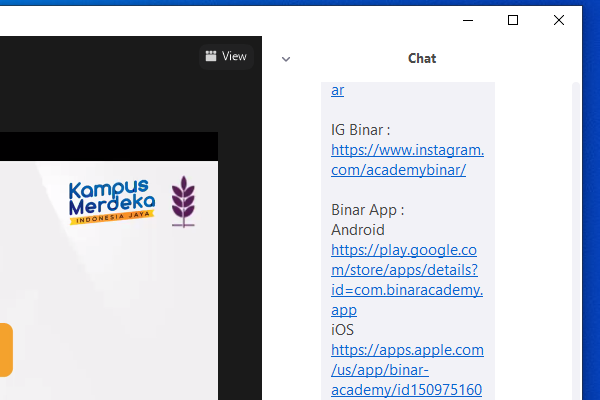 View
Chat
ar
IG Binar :
https://www.instagram.
com/academybinar/
Binar App :
Android
https://play.google.co
m/store/apps/details?
id=com.binaracademy.
app
iOS
https://apps.apple.com
/us/app/binar-
academy/id150975160
Kampus
Merdeka
INDONESIA JAYA